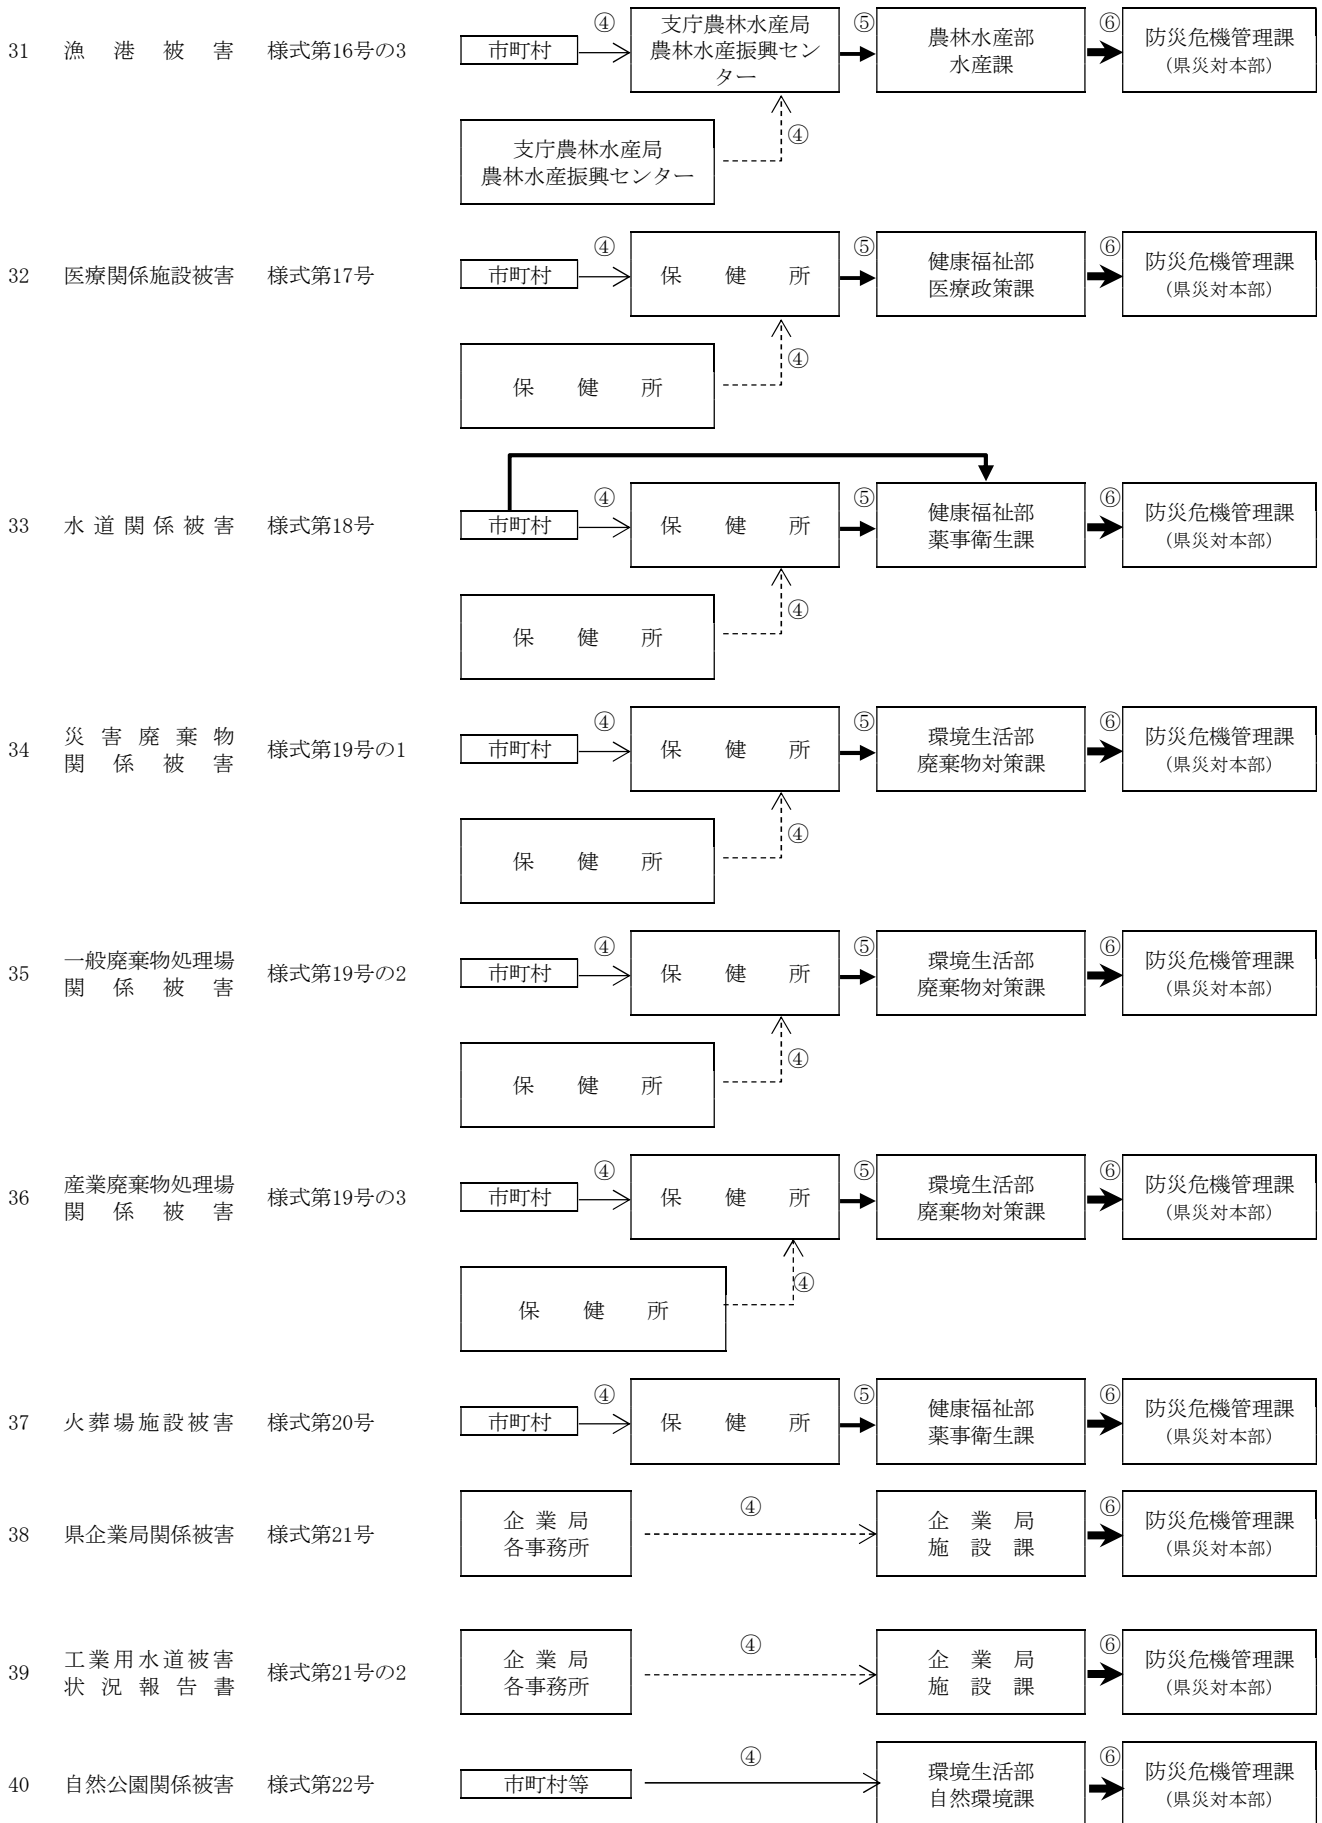 ④ ⑤ ⑥
31 漁港被害 様式第16号の3 市町村 支庁農林水産局 農林水産部 防災危機管理課
農林水産振興セン 水産課 (県災対本部)
ター
④
支庁農林水産局
農林水産振興センター
④ ⑤ ⑥
32 医療関係施設被害 様式第17号 市町村 保健所 健康福祉部 防災危機管理課
医療政策課 (県災対本部)
④
保健所
④ ⑤ ⑥
33 水道関係被害 様式第18号 市町村 保健所 健康福祉部 防災危機管理課
薬事衛生課 (県災対本部)
④
保健所
④ ⑤ ⑥
34 災害廃棄物 様式第19号の1 市町村 保健所 環境生活部 防災危機管理課
関係被害 廃棄物対策課 (県災対本部)
④
保健所
④ ⑤ ⑥
35 一般廃棄物処理場 様式第19号の2 市町村 保健所 環境生活部 防災危機管理課
関係被害 廃棄物対策課 (県災対本部)
④
保健所
④ ⑤ ⑥
36 産業廃棄物処理場 様式第19号の3 市町村 保健所 環境生活部 防災危機管理課
関係被害 廃棄物対策課 (県災対本部)
④
保健所
④ ⑤ ⑥
37 火葬場施設被害 様式第20号 市町村 保健所 健康福祉部 防災危機管理課
薬事衛生課 (県災対本部)
④ ⑥
38 県企業局関係被害 様式第21号 企業局 企業局 防災危機管理課
各事務所 施設課 (県災対本部)
④ ⑥
39 工業用水道被害 様式第21号の2 企業局 企業局 防災危機管理課
状況報告書 各事務所 施設課 (県災対本部)
④ ⑥
40 自然公園関係被害 様式第22号 市町村等 環境生活部 防災危機管理課
自然環境課 (県災対本部)